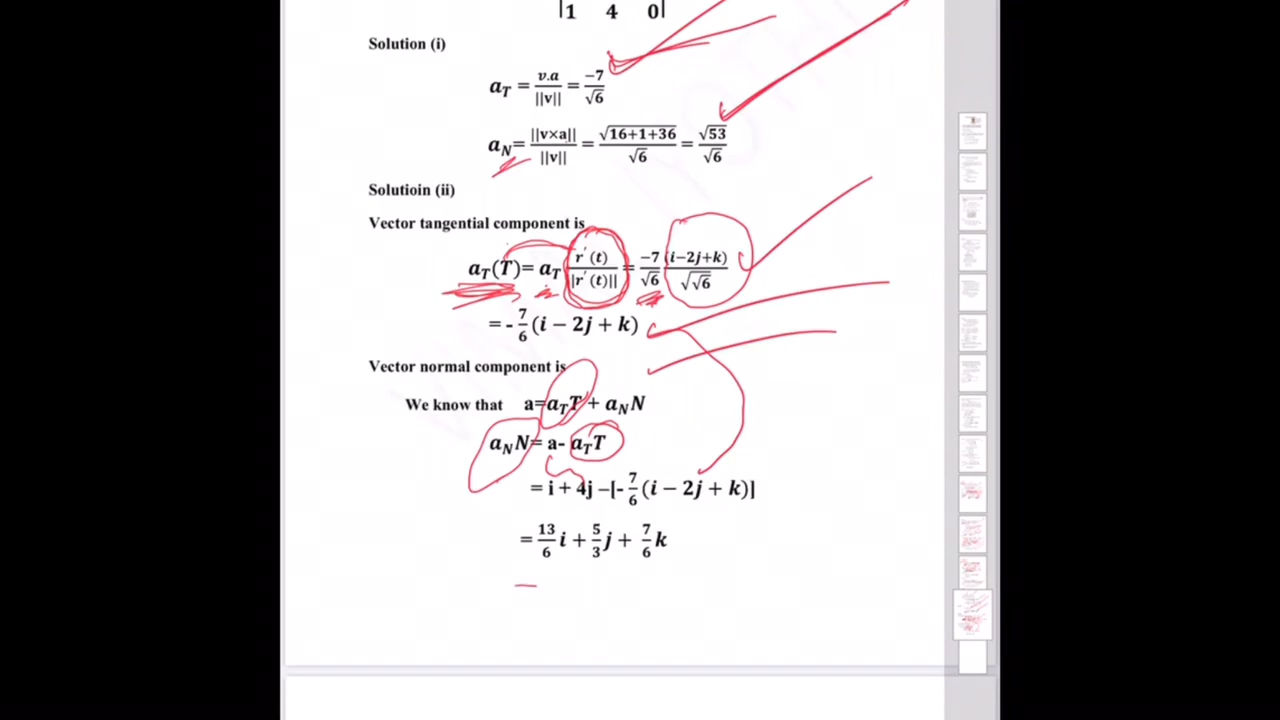 |1 4 0|
Solution (i)
a_T = v.a / ||v|| = −7 / √6
a_N = ||v×a|| / ||v|| = √16+1+36 / √6 = √53 / √6
Solutioin (ii)
Vector tangential component is
a_T(T)= a_T r′(t) / |r′(t)|| = −7 / √6 (i−2j+k) / √√6
= - 7/6 (i − 2j + k)
Vector normal component is
We know that a=a_T T + a_N N
a_N N= a- a_T T
= i + 4j −[- 7/6 (i − 2j + k)]
= 13/6 i + 5/3 j + 7/6 k